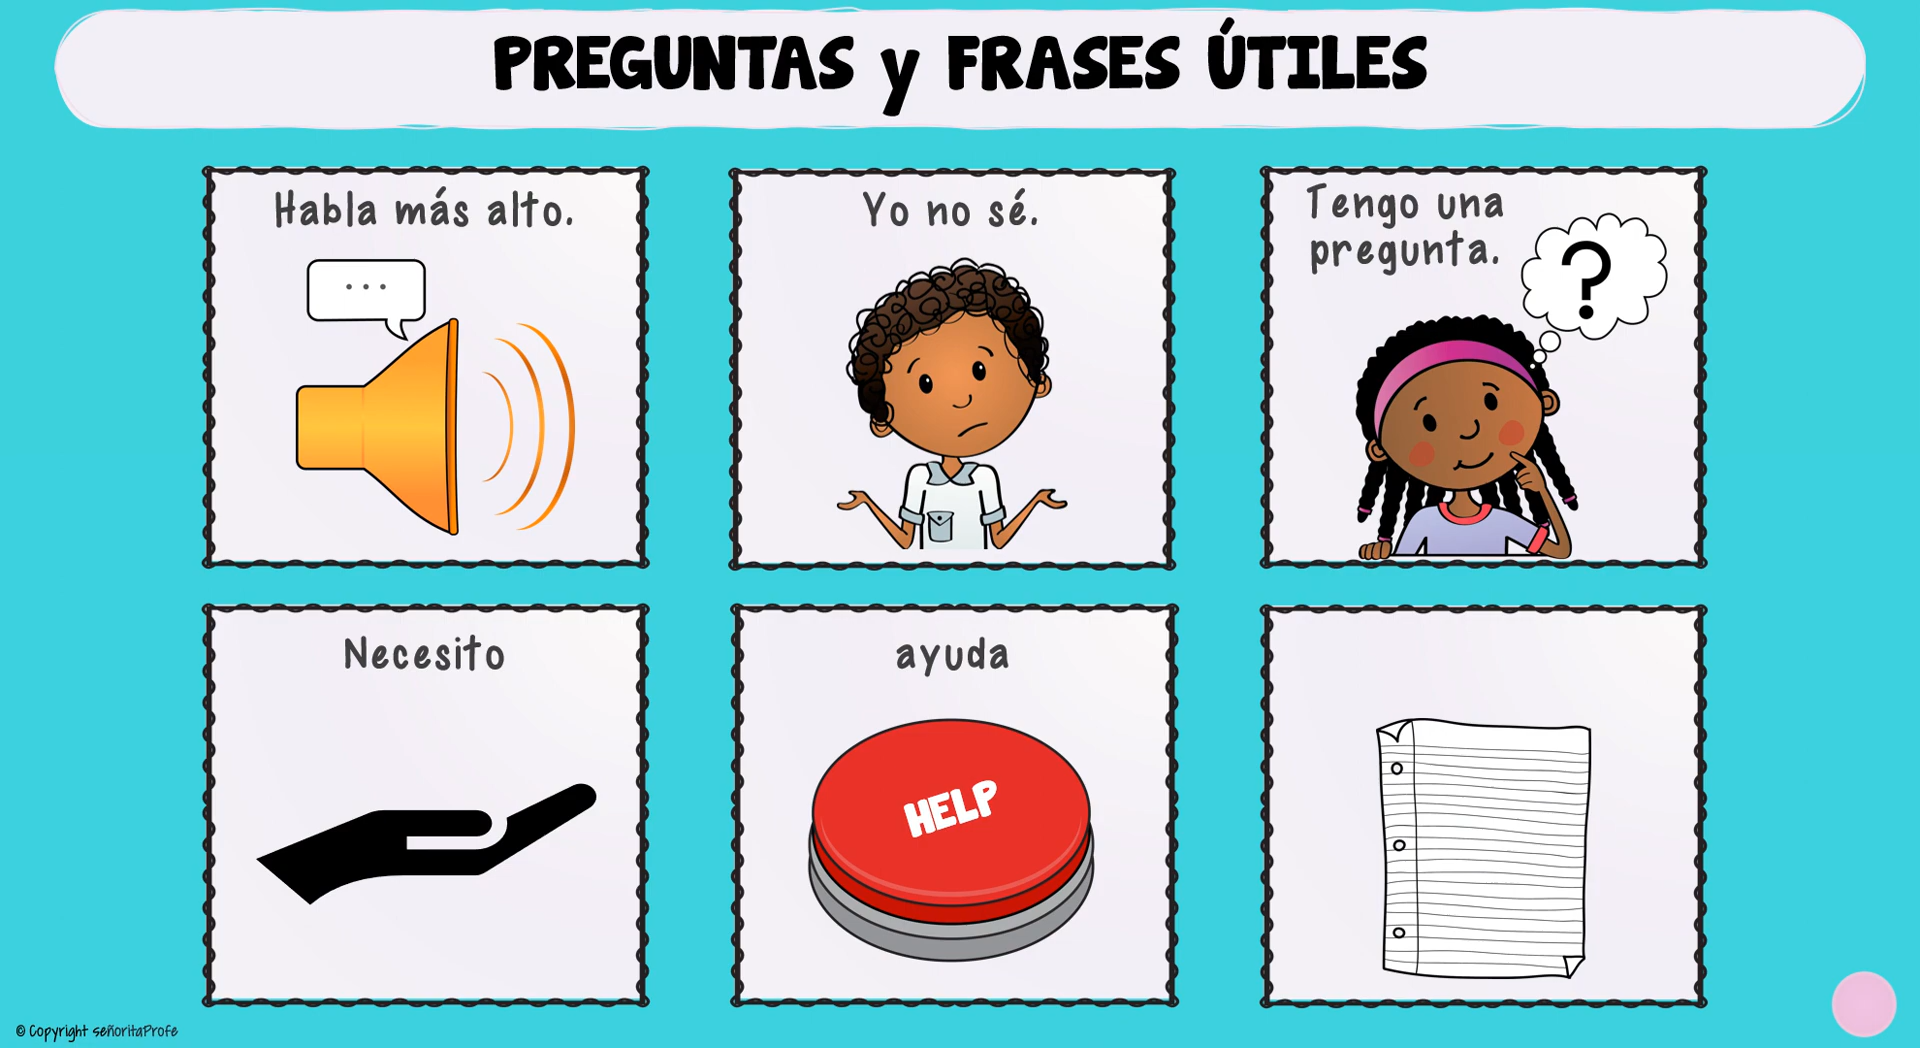 PREGUNTAS y FRASES ÚTILES
Habla más alto.
Yo no sé.
Tengo una
pregunta.
?
Necesito
ayuda
HELP
© Copyright señoritaProfe